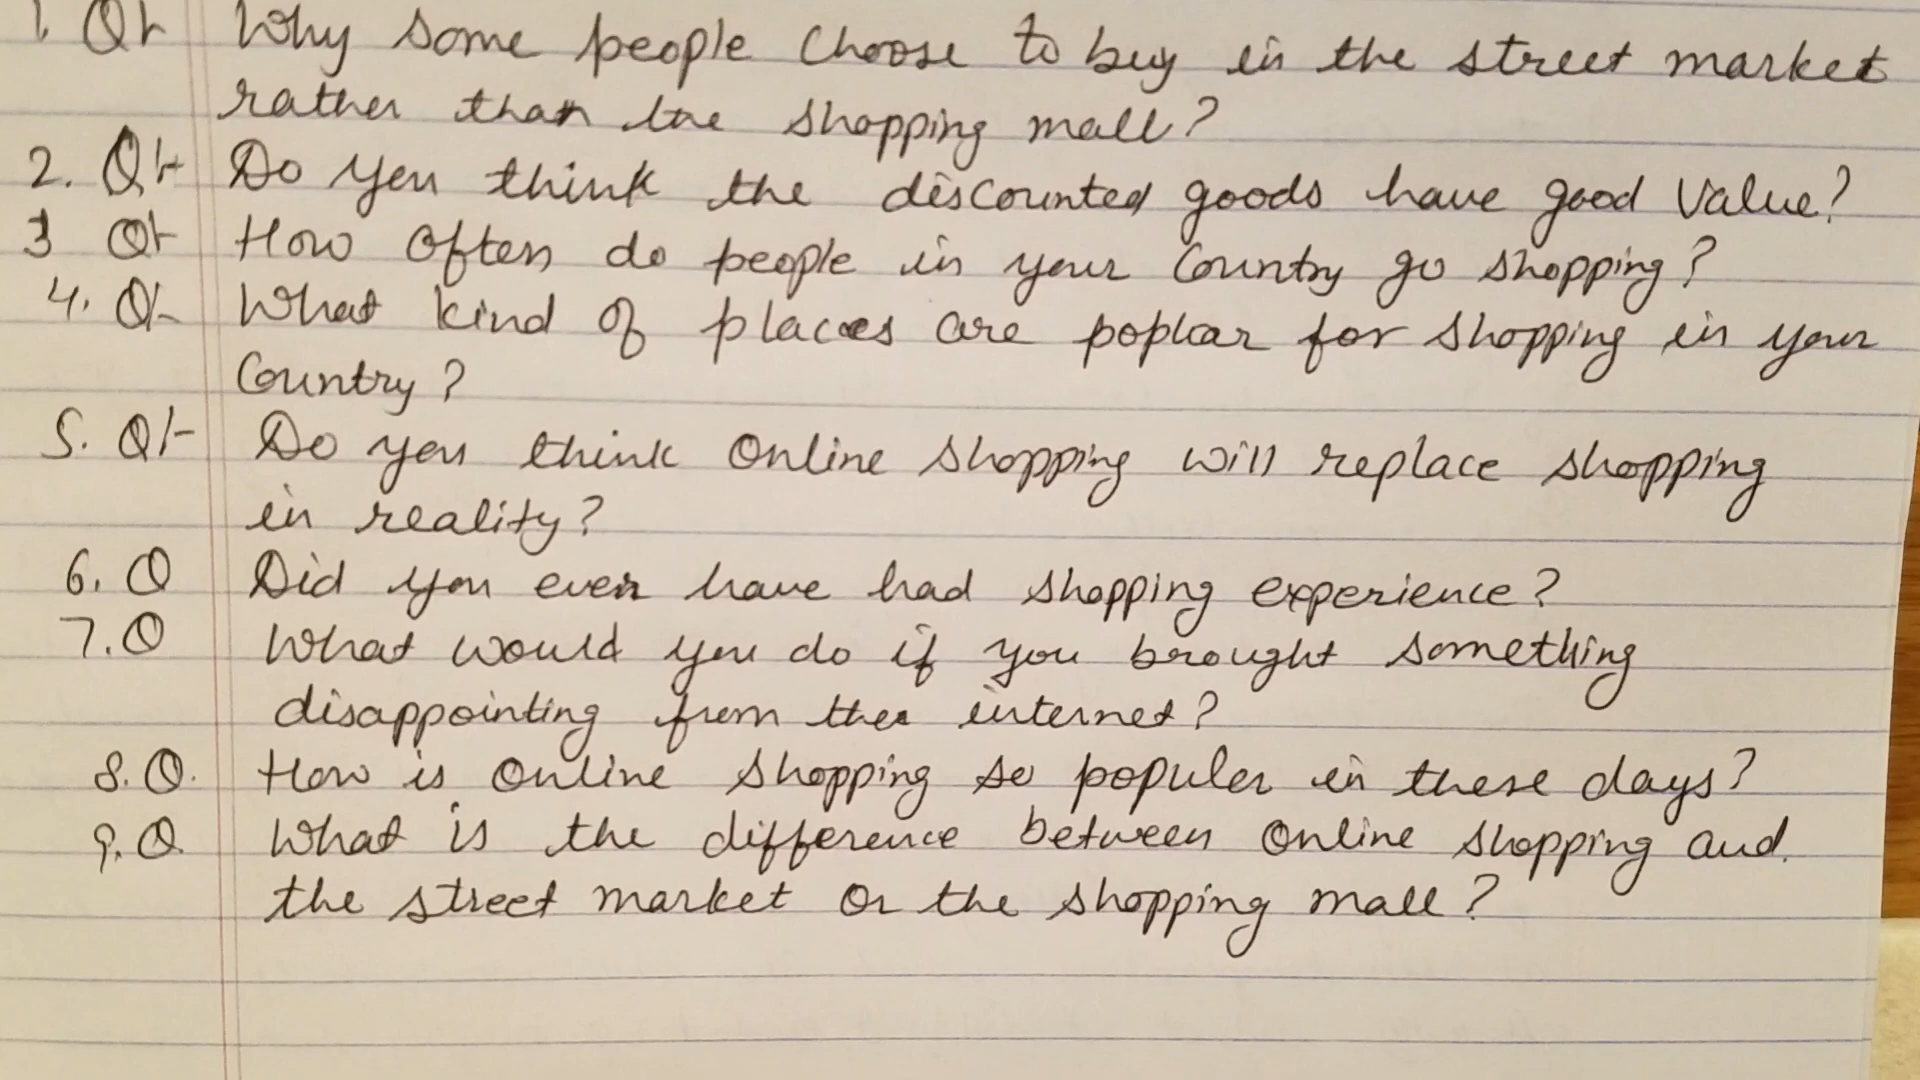 1. Q:- Why some people Choose to buy in the street market
rather than the shopping mall?
2. Q:- Do you think the discounted goods have good Value?
3 Q:- How Often do people in your Country go shopping?
4. Q:- What kind of places are poplar for shopping in your
Country?
5. Q:- Do you think Online shopping will replace shopping
in reality?
6. Q Did you ever have had shopping experience?
7. Q What would you do if you brought something
disappointing from the internet?
8. Q. How is Online shopping so populer in these days?
9. Q. What is the difference between Online shopping and
the street market or the shopping mall?